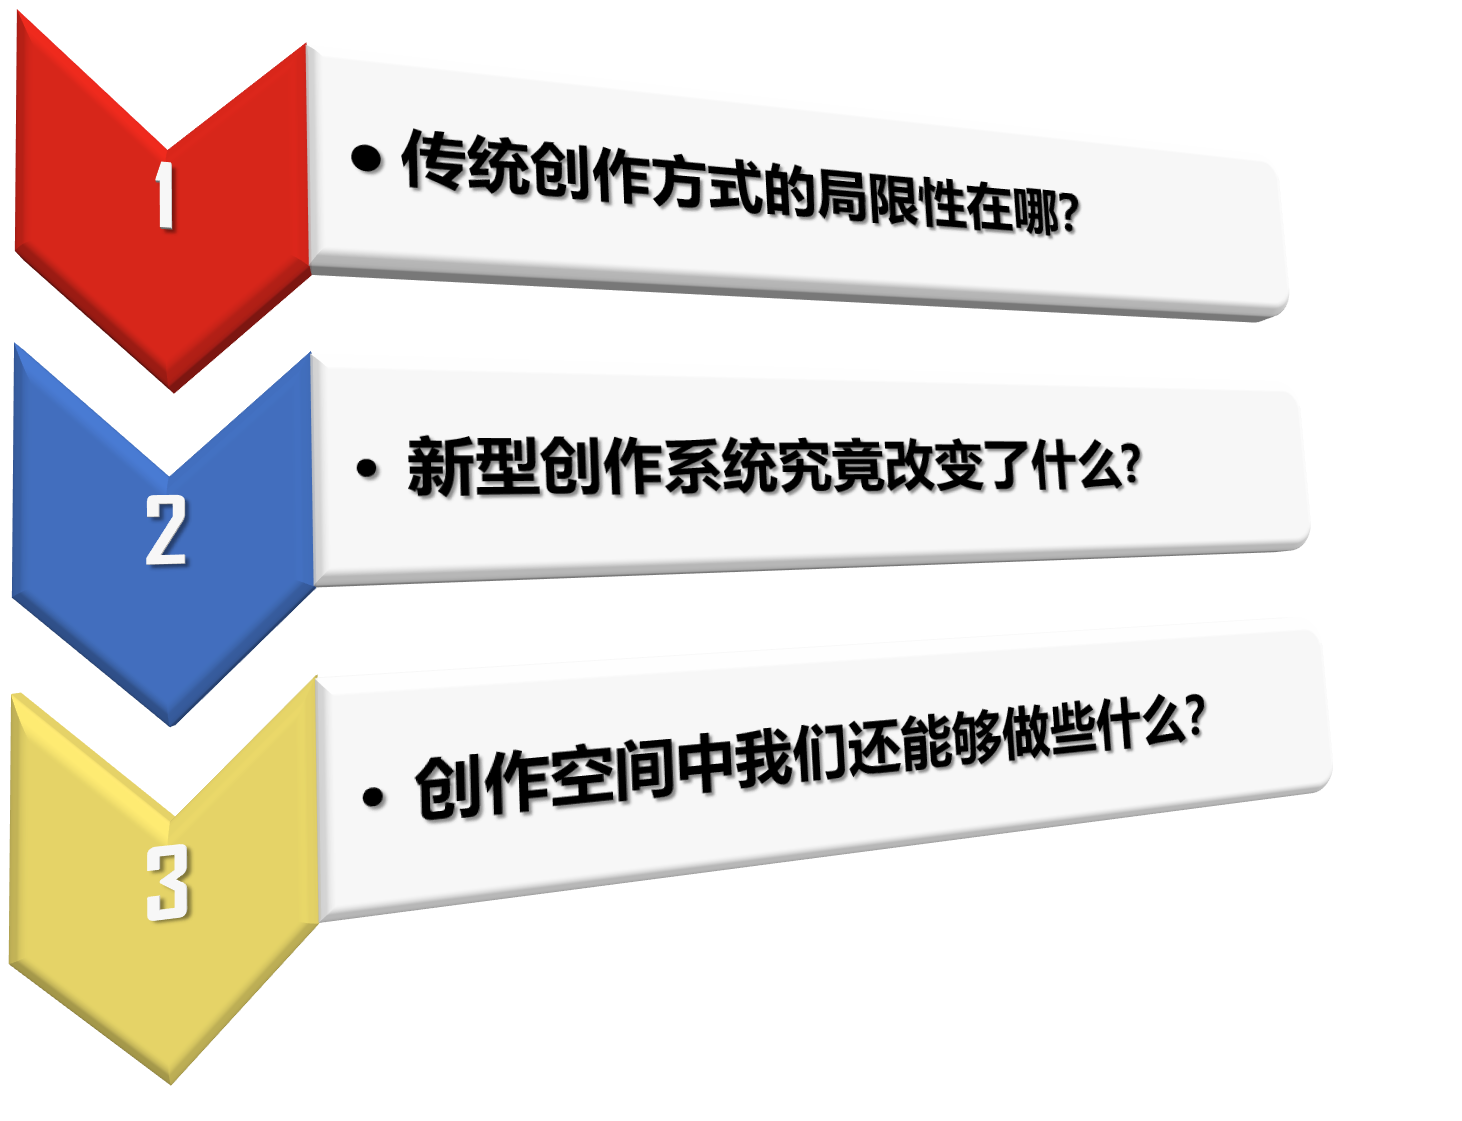 1
• 传统创作方式的局限性在哪?
2
• 新型创作系统究竟改变了什么?
3
• 创作空间中我们还能够做些什么?